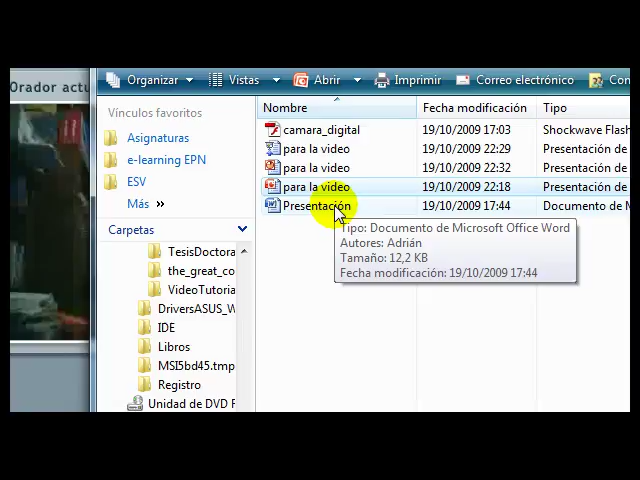 Orador actu
Organizar Vistas Abrir Imprimir Correo electrónico
Vínculos favoritos
Asignaturas
e-learning EPN
ESV
Más »
Carpetas
TesisDoctora
the_great_co
VideoTutoria
DriversASUS_W
IDE
Libros
MSI5bd45.tmp
Registro
Unidad de DVD F
Nombre Fecha modificación Tipo
camara_digital 19/10/2009 17:03 Shockwave Flash
para la video 19/10/2009 22:29 Presentación de
para la video 19/10/2009 22:32 Presentación de
para la video 19/10/2009 22:18 Presentación de
Presentación 19/10/2009 17:44 Documento de M
Tipo: Documento de Microsoft Office Word
Autores: Adrián
Tamaño: 12,2 KB
Fecha modificación: 19/10/2009 17:44